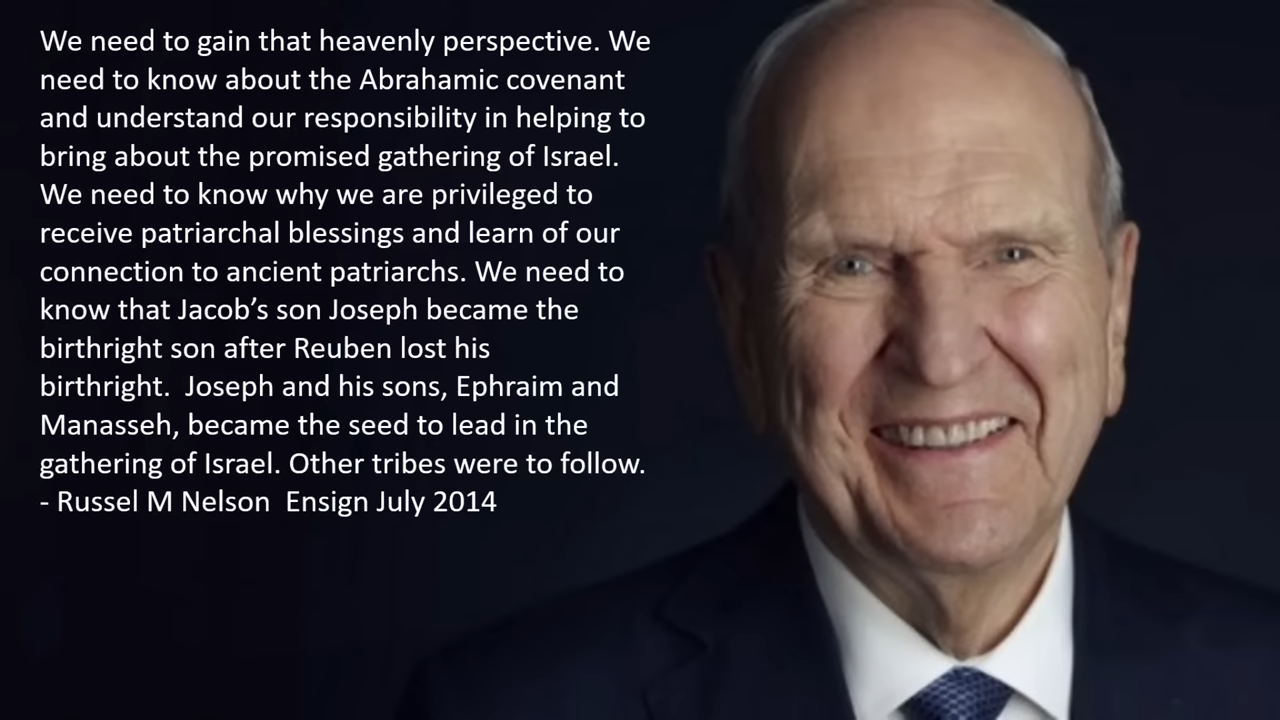 We need to gain that heavenly perspective. We
need to know about the Abrahamic covenant
and understand our responsibility in helping to
bring about the promised gathering of Israel.
We need to know why we are privileged to
receive patriarchal blessings and learn of our
connection to ancient patriarchs. We need to
know that Jacob’s son Joseph became the
birthright son after Reuben lost his
birthright.  Joseph and his sons, Ephraim and
Manasseh, became the seed to lead in the
gathering of Israel. Other tribes were to follow.
- Russel M Nelson  Ensign July 2014